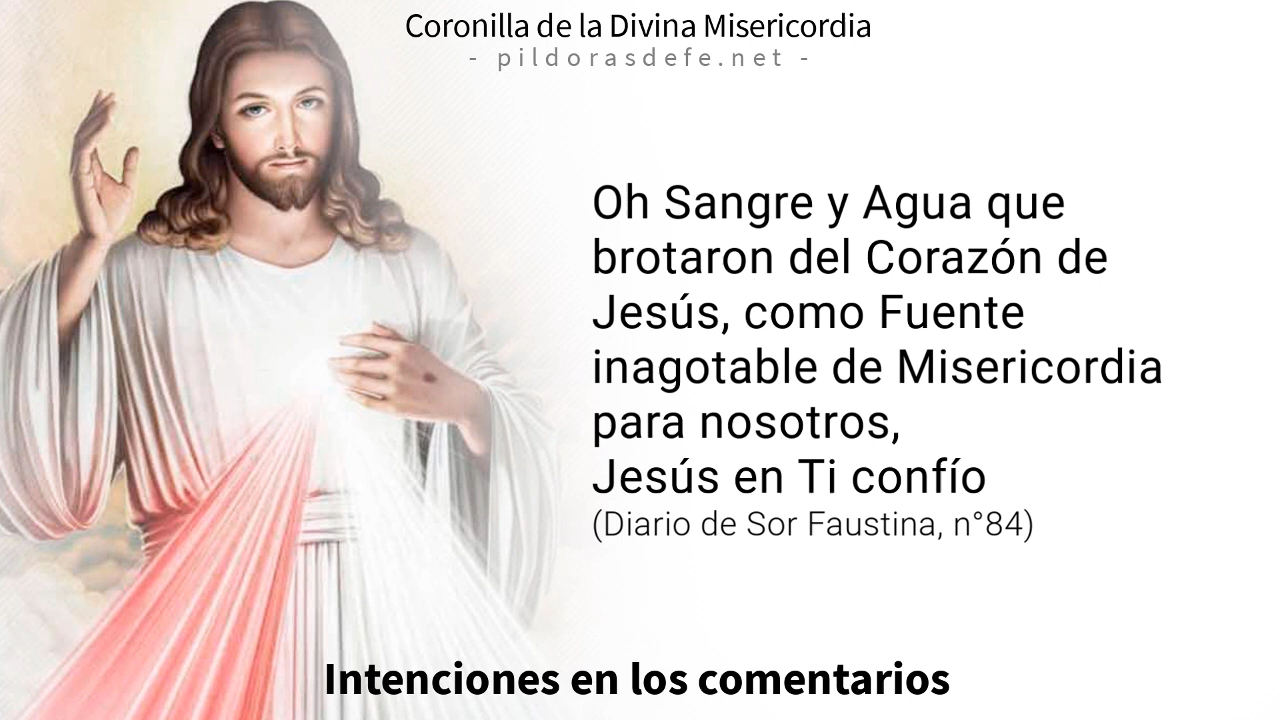 Coronilla de la Divina Misericordia
- pildorasdefe.net -
Oh Sangre y Agua que
brotaron del Corazón de
Jesús, como Fuente
inagotable de Misericordia
para nosotros,
Jesús en Ti confío
(Diario de Sor Faustina, n°84)
Intenciones en los comentarios